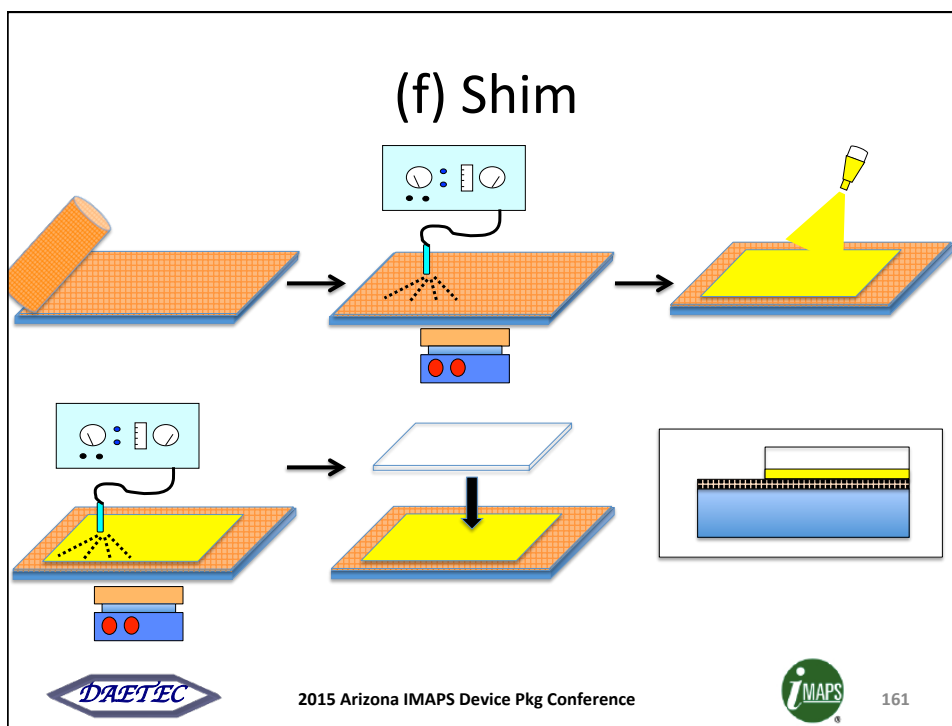 (f) Shim
DAETEC
2015 Arizona IMAPS Device Pkg Conference
iMAPS
®
161